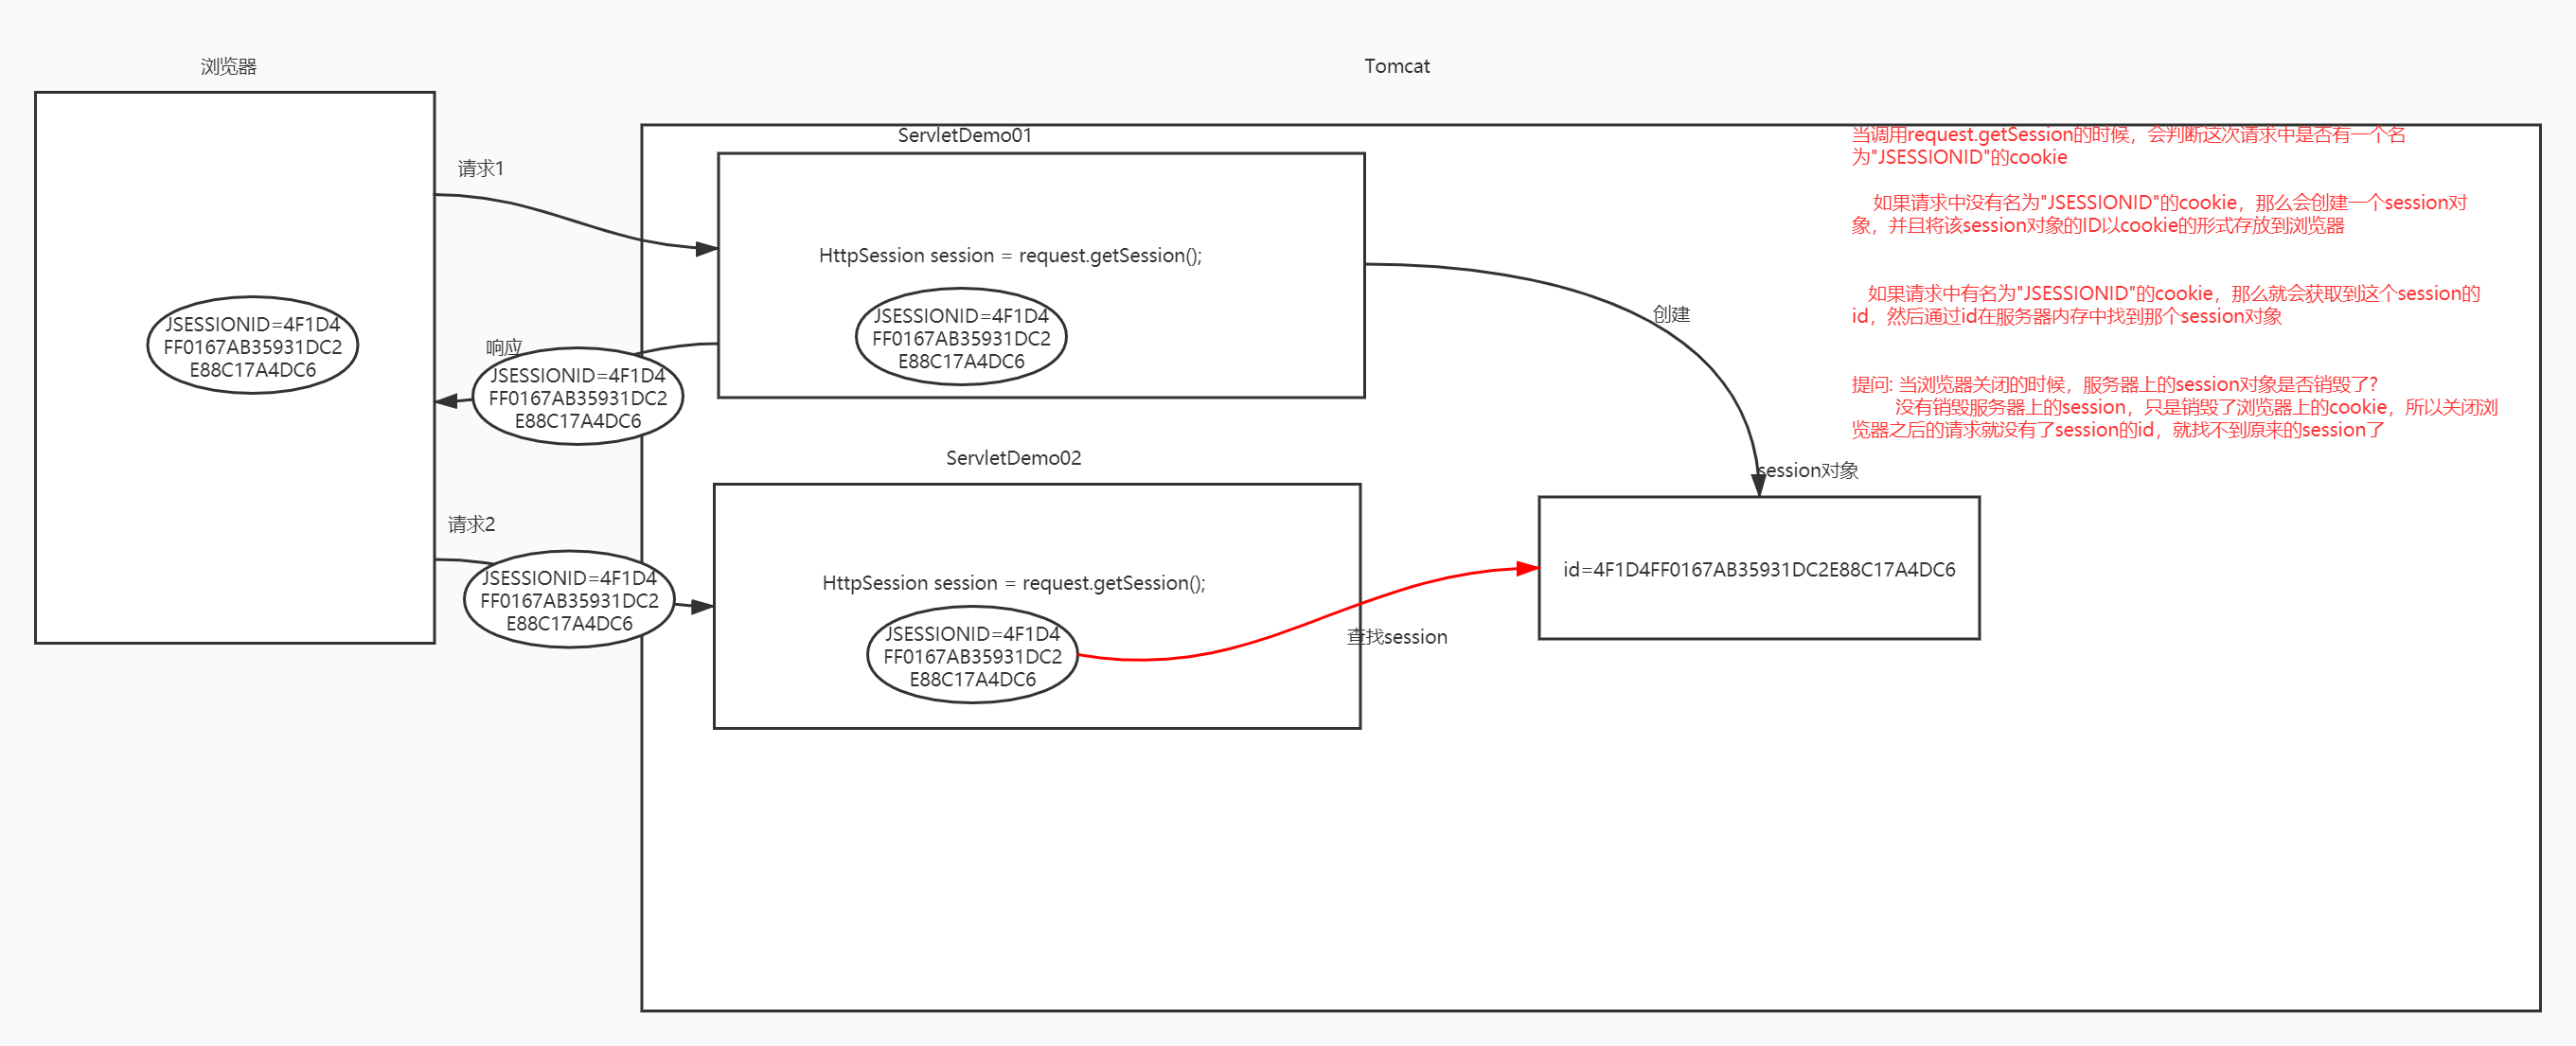 浏览器
Tomcat
ServletDemo01
请求1
HttpSession session = request.getSession();
JSESSIONID=4F1D4
FF0167AB35931DC2
E88C17A4DC6
JSESSIONID=4F1D4
FF0167AB35931DC2
E88C17A4DC6
响应
JSESSIONID=4F1D4
FF0167AB35931DC2
E88C17A4DC6
创建
当调用request.getSession的时候，会判断这次请求中是否有一个名
为"JSESSIONID"的cookie
如果请求中没有名为"JSESSIONID"的cookie，那么会创建一个session对
象，并且将该session对象的ID以cookie的形式存放到浏览器
如果请求中有名为"JSESSIONID"的cookie，那么就会获取到这个session的
id，然后通过id在服务器内存中找到那个session对象
提问: 当浏览器关闭的时候，服务器上的session对象是否销毁了?
没有销毁服务器上的session，只是销毁了浏览器上的cookie，所以关闭浏
览器之后的请求就没有了session的id，就找不到原来的session了
ServletDemo02
session对象
请求2
JSESSIONID=4F1D4
FF0167AB35931DC2
E88C17A4DC6
HttpSession session = request.getSession();
JSESSIONID=4F1D4
FF0167AB35931DC2
E88C17A4DC6
查找session
id=4F1D4FF0167AB35931DC2E88C17A4DC6